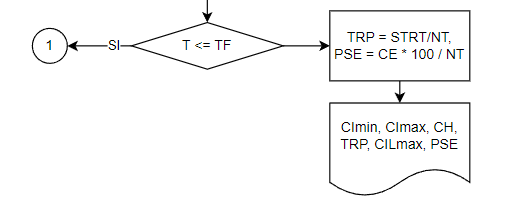 1
SI
T <= TF
TRP = STRT/NT,
PSE = CE * 100 / NT
CImin, CImax, CH,
TRP, CILmax, PSE